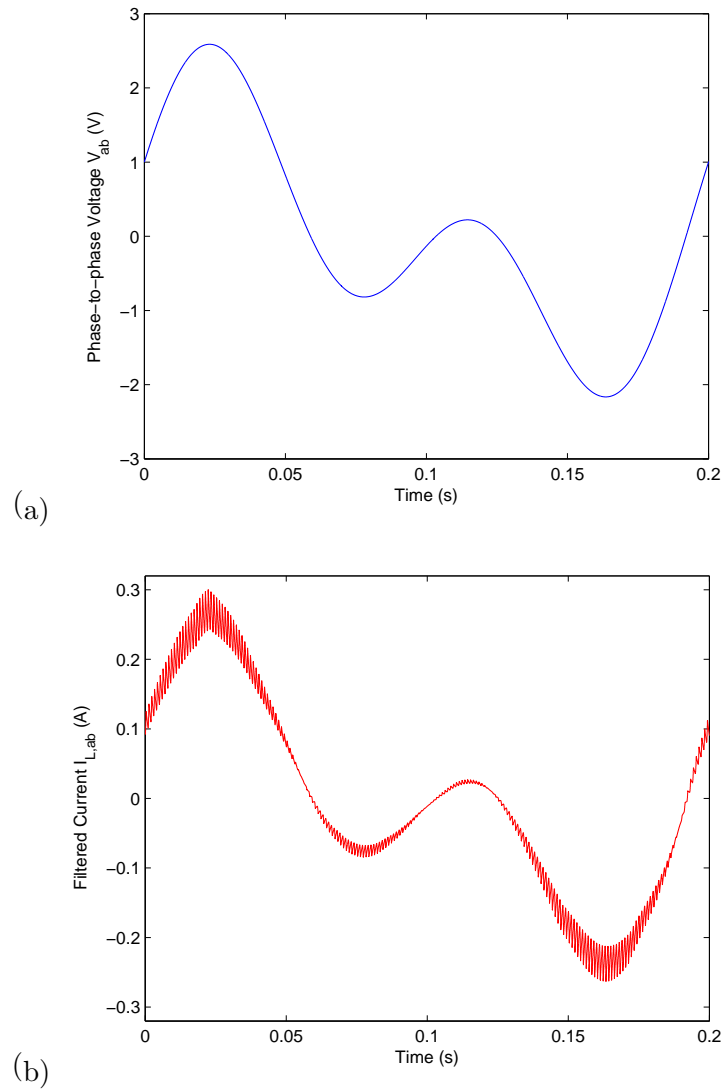 3
2
1
0
−1
−2
−3
Phase−to−phase Voltage V_ab (V)
0 0.05 0.1 0.15 0.2
Time (s)
(a)
0.3
0.2
0.1
0
−0.1
−0.2
−0.3
Filtered Current I_L,ab (A)
0 0.05 0.1 0.15 0.2
Time (s)
(b)